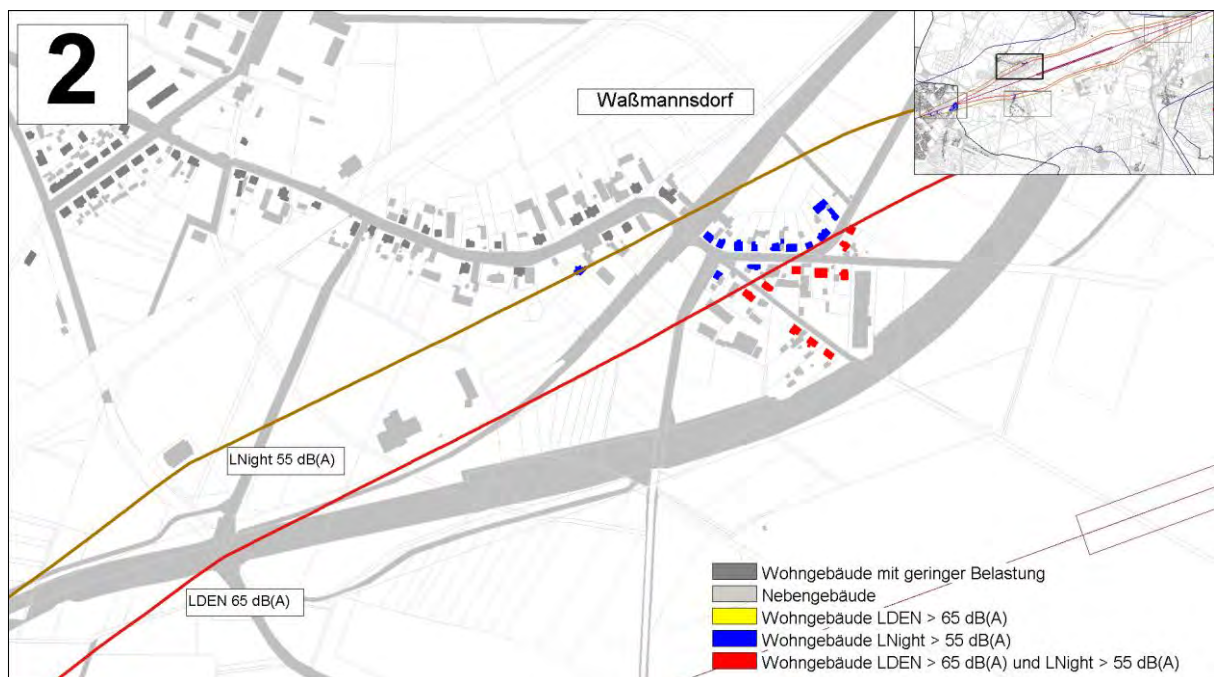 2
Waßmannsdorf
LNight 55 dB(A)
LDEN 65 dB(A)
Wohngebäude mit geringer Belastung
Nebengebäude
Wohngebäude LDEN > 65 dB(A)
Wohngebäude LNight > 55 dB(A)
Wohngebäude LDEN > 65 dB(A) und LNight > 55 dB(A)